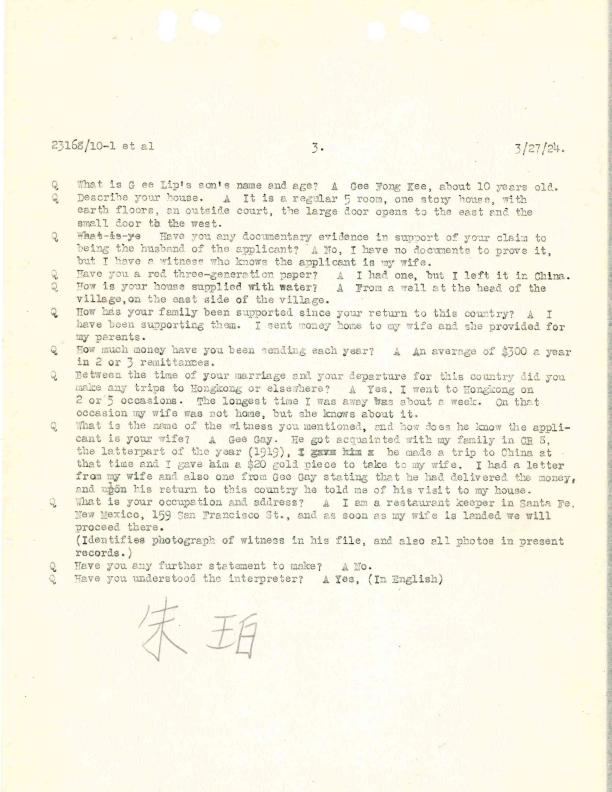 23168/10-1 et al 3. 3/27/24.
Q What is G ee Lip's son's name and age? A Gee Fong Kee, about 10 years old.
Q Describe your house. A It is a regular 5 room, one story house, with
earth floors, an outside court, the large door opens to the east and the
small door to the west.
Q What is ye Have you any documentary evidence in support of your claim to
being the husband of the applicant? A No, I have no documents to prove it,
but I have a witness who knows the applicant is my wife.
Q Have you a red three-generation paper? A I had one, but I left it in China.
Q How is your house supplied with water? A From a well at the head of the
village,on the east side of the village.
Q How has your family been supported since your return to this country? A I
have been supporting them. I sent money home to my wife and she provided for
my parents.
Q How much money have you been sending each year? A An average of $300 a year
in 2 or 3 remittances.
Q Between the time of your marriage and your departure for this country did you
make any trips to Hongkong or elsewhere? A Yes, I went to Hongkong on
2 or occasions. The longest time I was away was about a week. On that
occasion my wife was not home, but she knows about it.
Q What is the name of the witness you mentioned, and how does he know the appli-
cant is your wife? A Gee Gay. He got acquainted with my family in CR 8,
the latterpart of the year (1919), I gave him x he made a trip to China at
that time and I gave him a $20 gold piece to take to my wife. I had a letter
from my wife and also one from Gee Gay stating that he had delivered the money,
and upon his return to this country he told me of his visit to my house.
Q What is your occupation and address? A I am a restaurant keeper in Santa Fe,
New Mexico, 159 San Francisco St., and as soon as my wife is landed we will
proceed there.
(Identifies photograph of witness in his file, and also all photos in present
records.)
Q Have you any further statement to make? A No.
Q Have you understood the interpreter? A Yes, (In English)
朱 珀